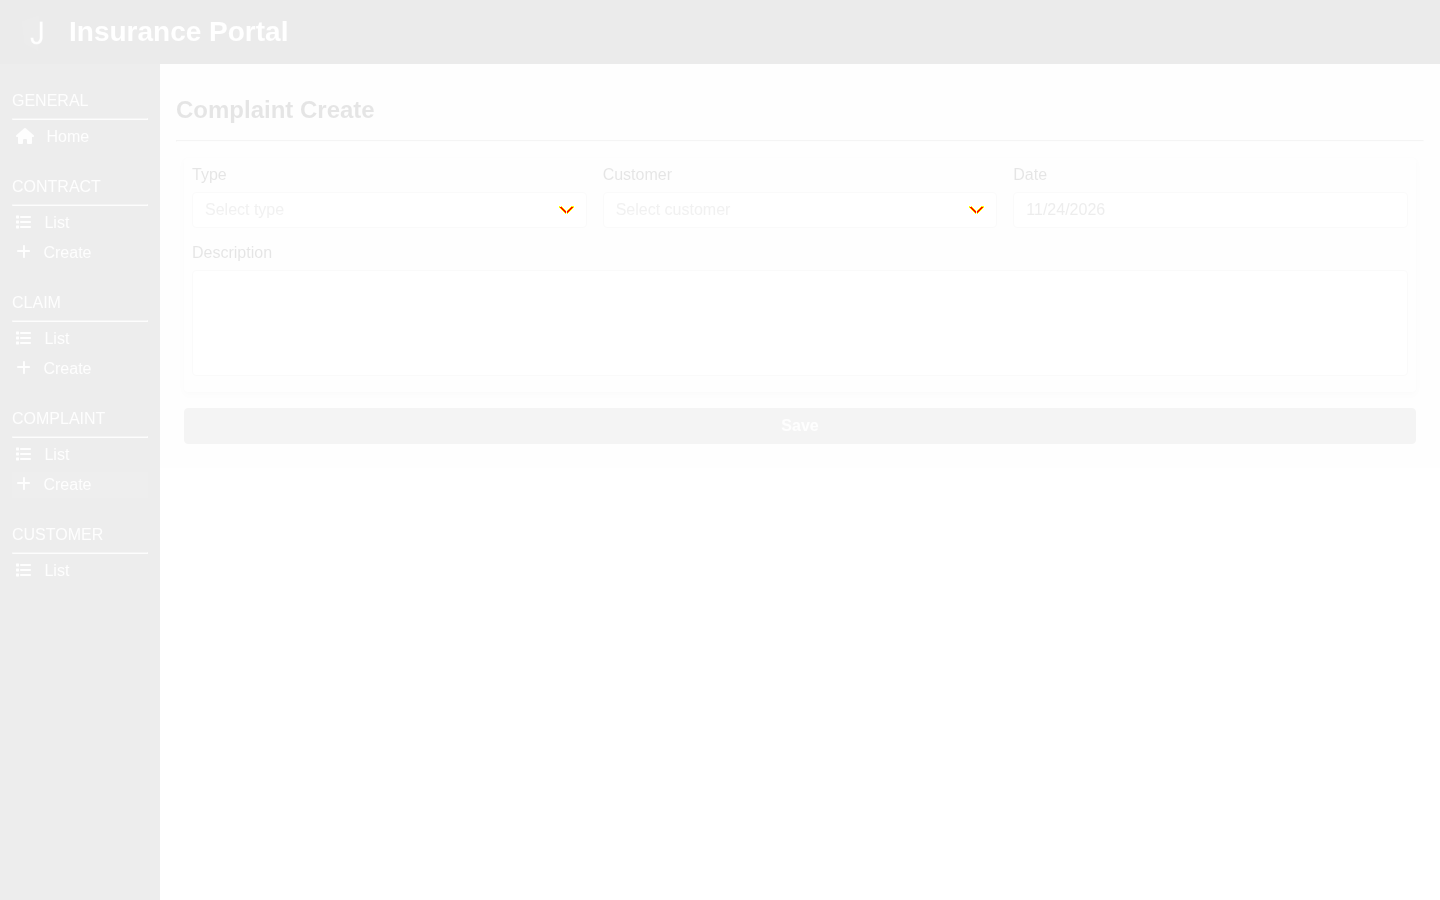 Insurance Portal
GENERAL
Home
CONTRACT
List
Create
CLAIM
List
Create
COMPLAINT
List
Create
CUSTOMER
List
Complaint Create
Type
Customer
Date
Select type
Select customer
11/24/2026
Description
Save